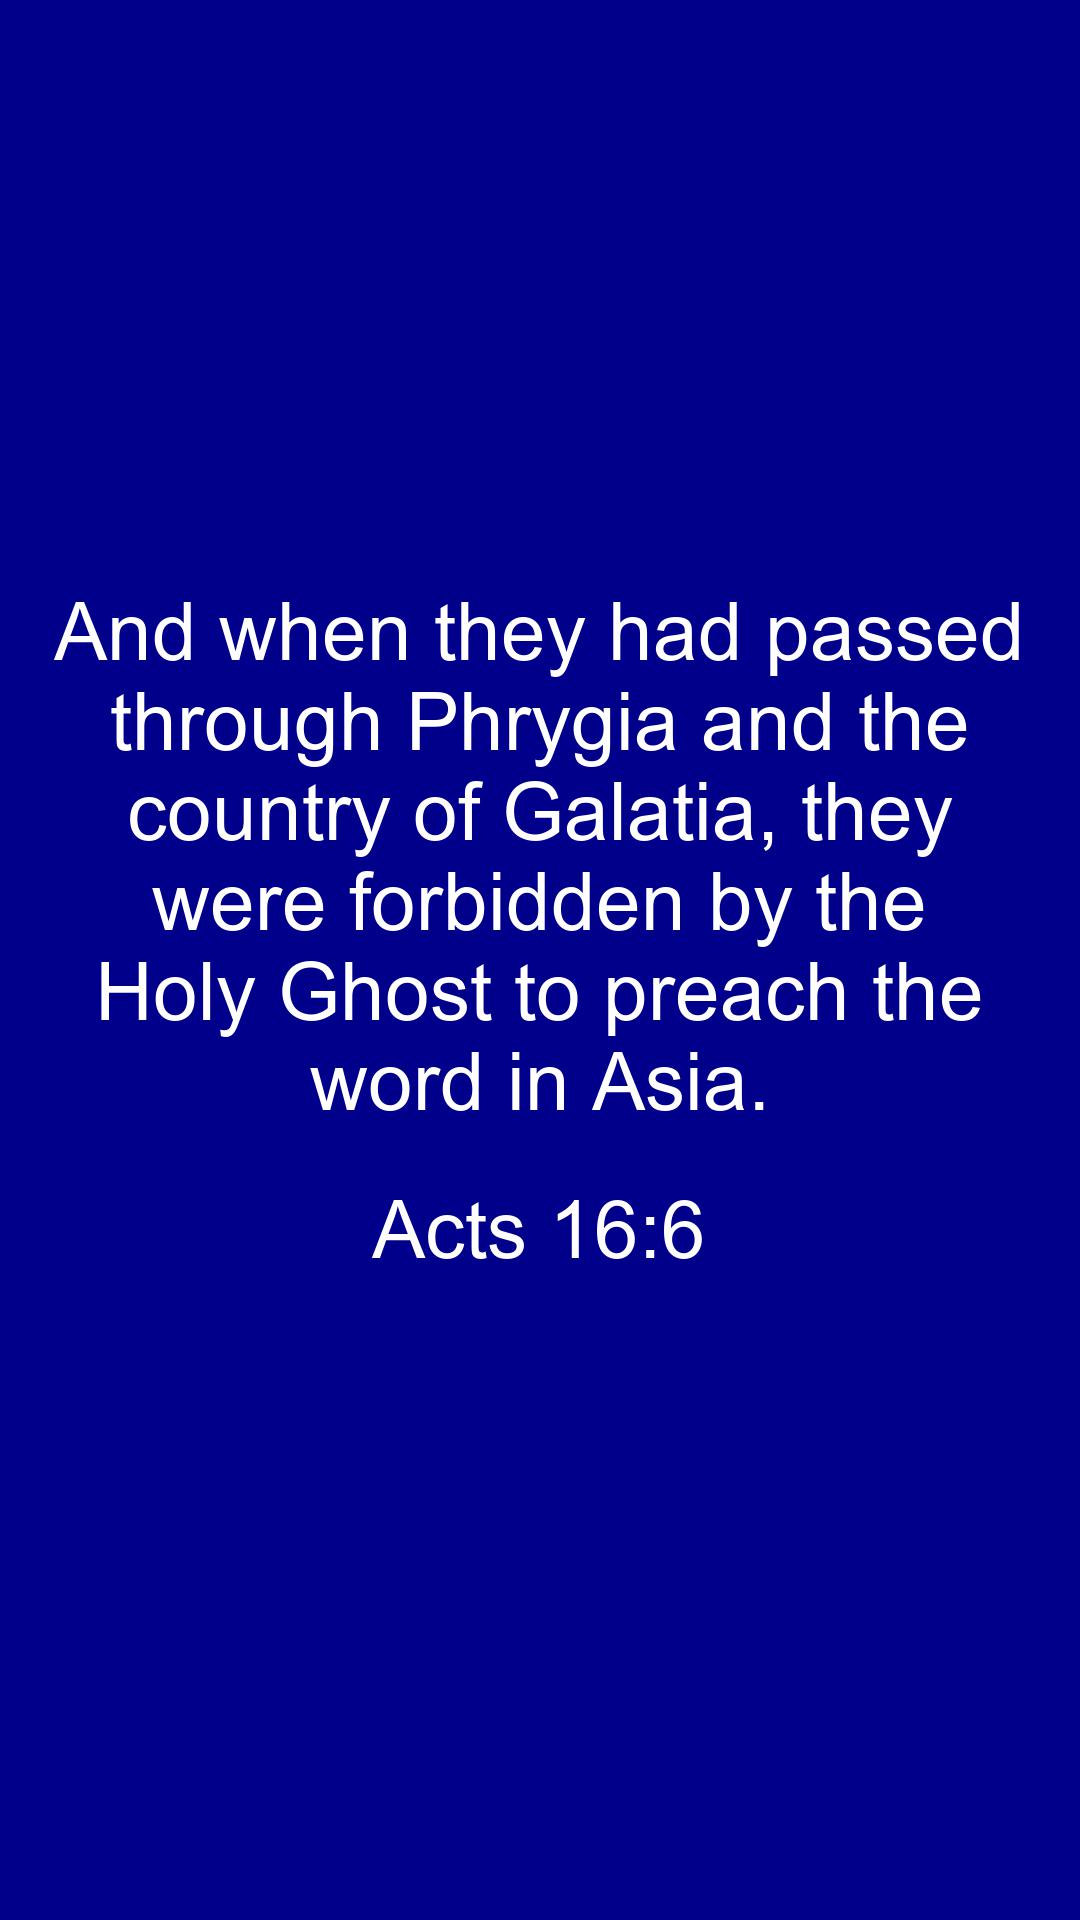 And when they had passed
through Phrygia and the
country of Galatia, they
were forbidden by the
Holy Ghost to preach the
word in Asia.
Acts 16:6